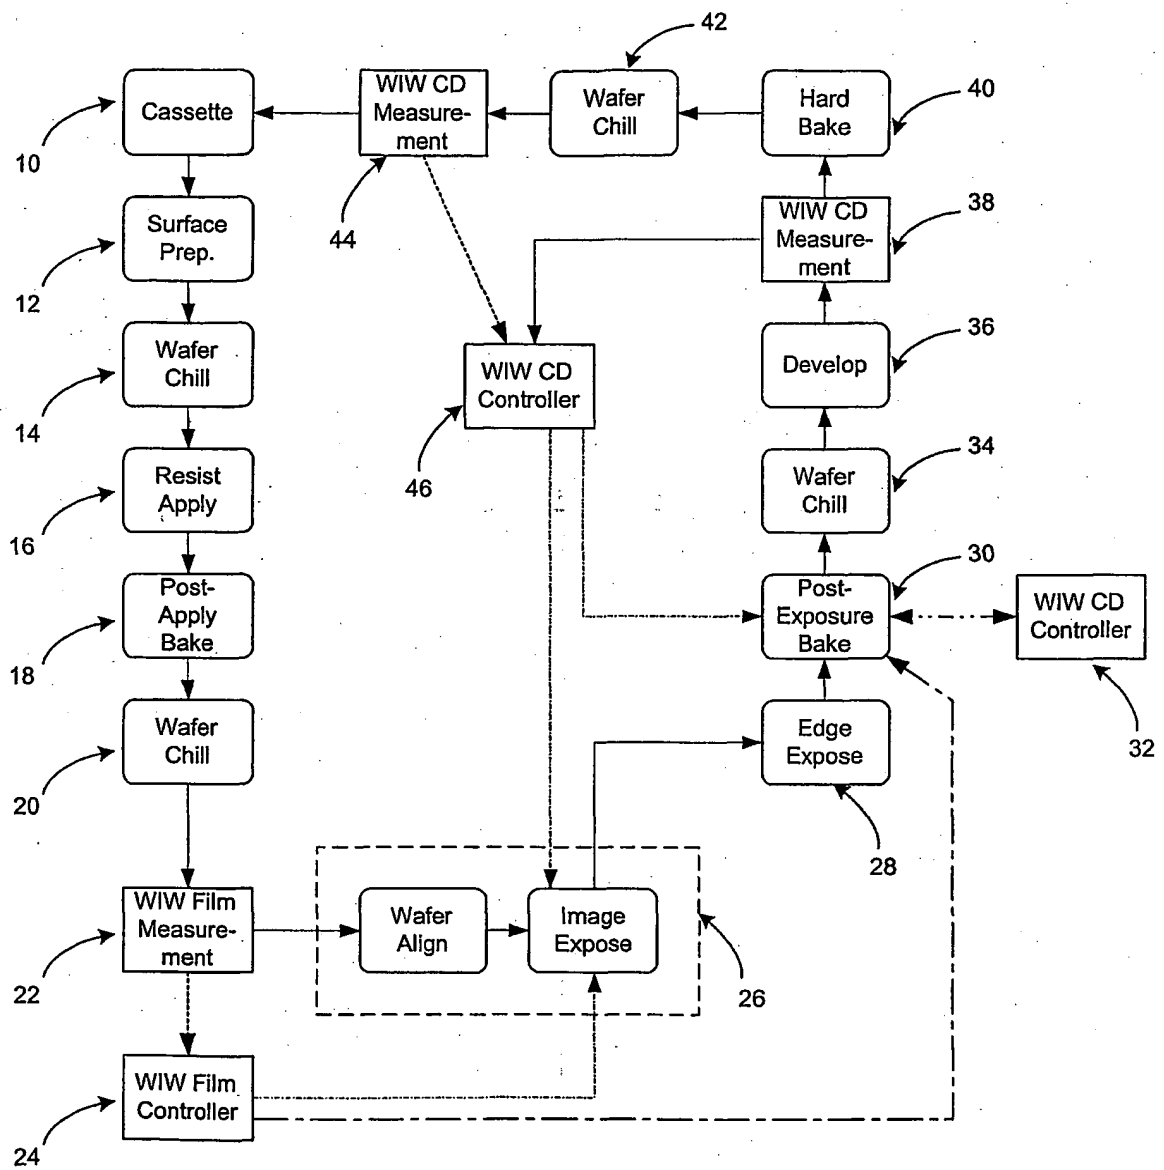 42
WIW CD
Measure-
ment
Wafer
Chill
Hard
Bake
40
Cassette
10
44
38
WIW CD
Measure-
ment
Surface
Prep.
12
36
Wafer
Chill
14
WIW CD
Controller
46
Develop
34
Resist
Apply
16
Wafer
Chill
30
Post-
Apply
Bake
18
Post-
Exposure
Bake
WIW CD
Controller
32
Wafer
Chill
20
Edge
Expose
28
WIW Film
Measure-
ment
22
Wafer
Align
Image
Expose
26
WIW Film
Controller
24